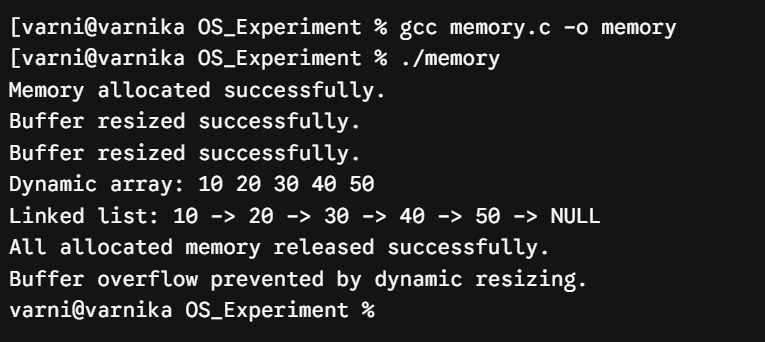 [varni@varnika OS_Experiment % gcc memory.c -o memory
[varni@varnika OS_Experiment % ./memory
Memory allocated successfully.
Buffer resized successfully.
Buffer resized successfully.
Dynamic array: 10 20 30 40 50
Linked list: 10 -> 20 -> 30 -> 40 -> 50 -> NULL
All allocated memory released successfully.
Buffer overflow prevented by dynamic resizing.
varni@varnika OS_Experiment %